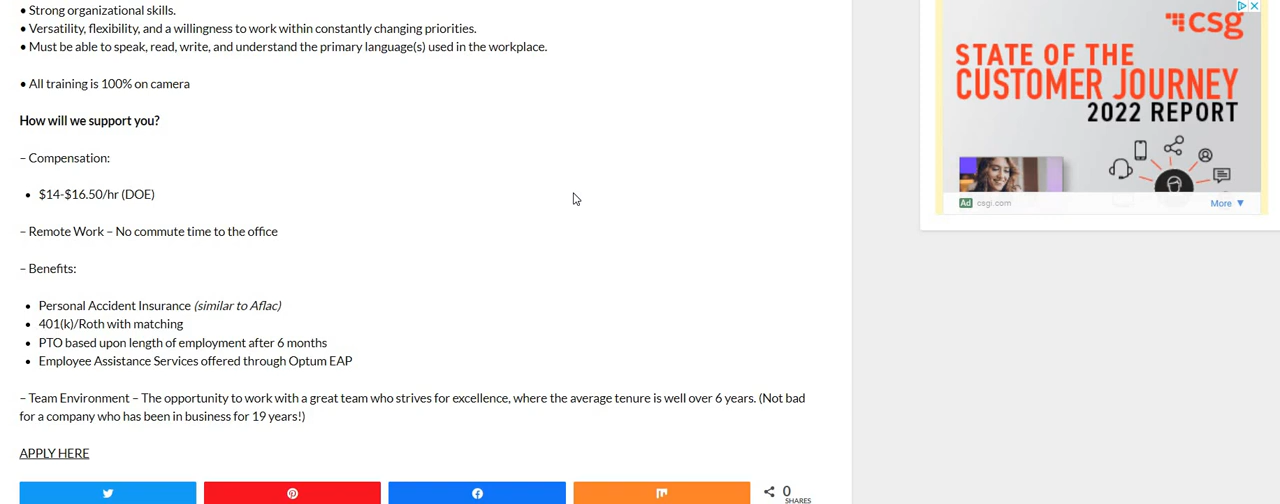 • Strong organizational skills.
• Versatility, flexibility, and a willingness to work within constantly changing priorities.
• Must be able to speak, read, write, and understand the primary language(s) used in the workplace.
• All training is 100% on camera
How will we support you?
– Compensation:
• $14-$16.50/hr (DOE)
– Remote Work – No commute time to the office
– Benefits:
• Personal Accident Insurance (similar to Aflac)
• 401(k)/Roth with matching
• PTO based upon length of employment after 6 months
• Employee Assistance Services offered through Optum EAP
– Team Environment – The opportunity to work with a great team who strives for excellence, where the average tenure is well over 6 years. (Not bad
for a company who has been in business for 19 years!)
APPLY HERE
0
SHARES
csg
STATE OF THE
CUSTOMER JOURNEY
2022 REPORT
Ad csgi.com
More ▼